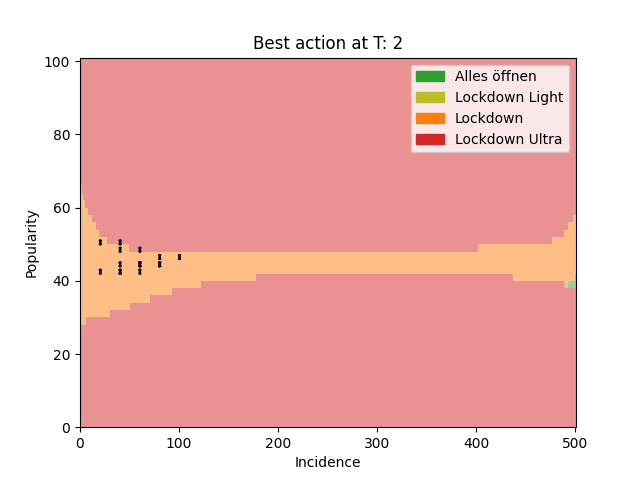 Best action at T: 2
Alles öffnen
Lockdown Light
Lockdown
Lockdown Ultra
100
80
60
40
20
0
Popularity
0 100 200 300 400 500
Incidence